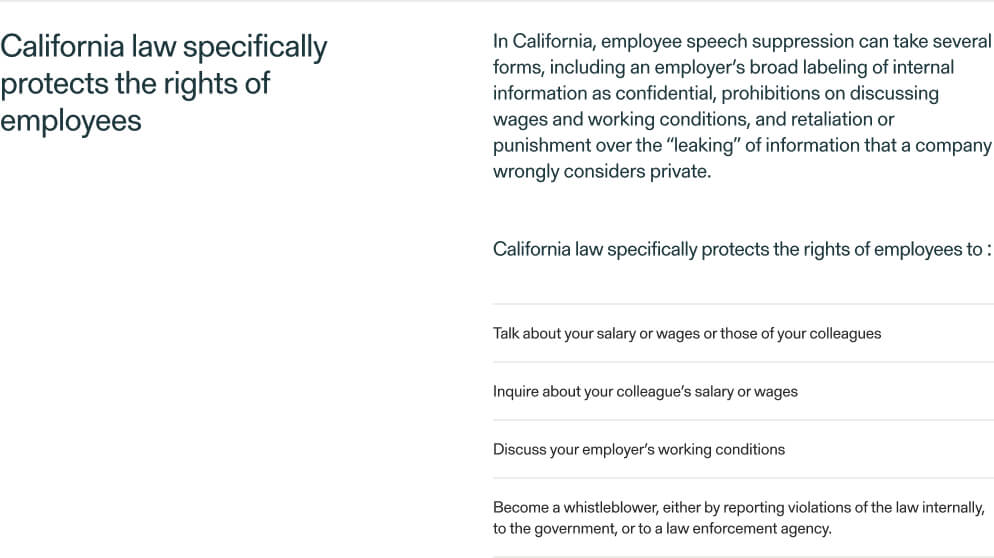 California law specifically
protects the rights of
employees
In California, employee speech suppression can take several
forms, including an employer’s broad labeling of internal
information as confidential, prohibitions on discussing
wages and working conditions, and retaliation or
punishment over the “leaking” of information that a company
wrongly considers private.
California law specifically protects the rights of employees to :
Talk about your salary or wages or those of your colleagues
Inquire about your colleague’s salary or wages
Discuss your employer’s working conditions
Become a whistleblower, either by reporting violations of the law internally,
to the government, or to a law enforcement agency.